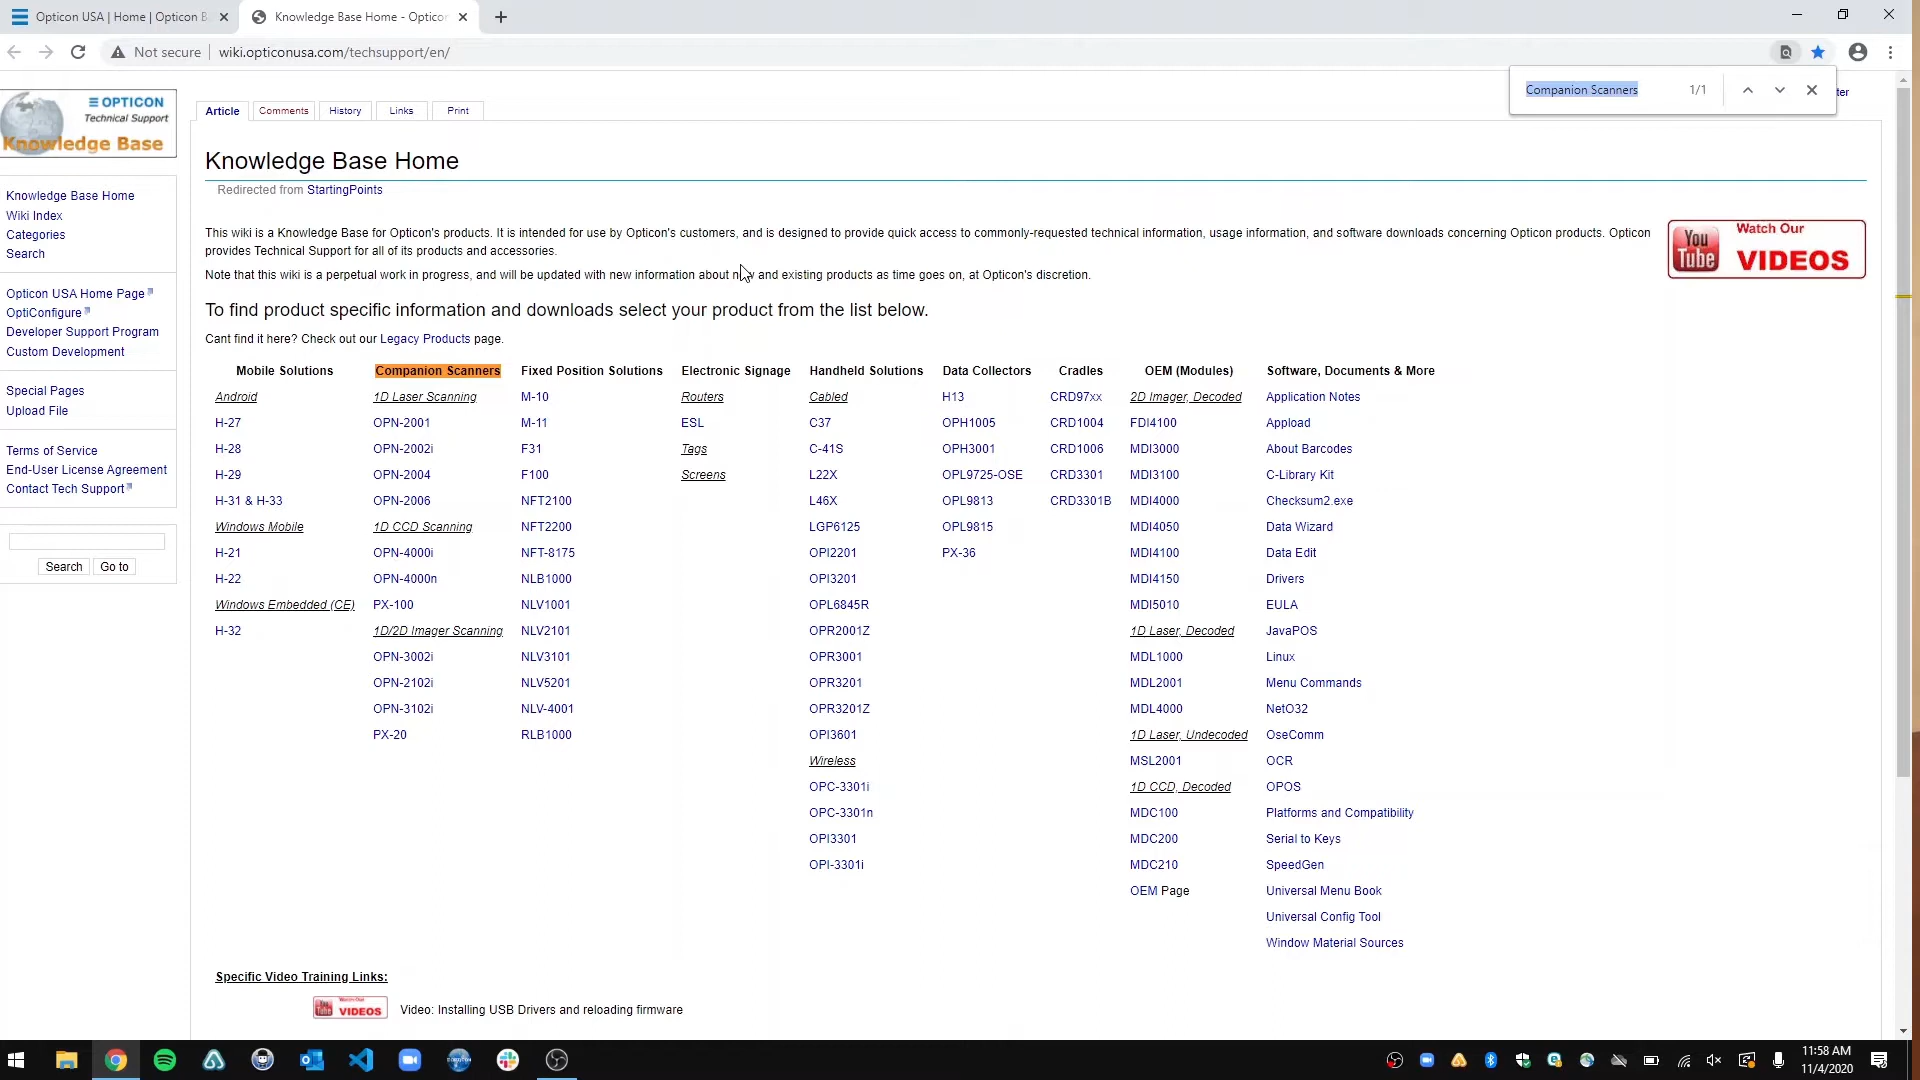 Opticon USA | Home | Opticon B
Knowledge Base Home - Opticon
Not secure
wiki.opticonusa.com/techsupport/en/
Companion Scanners
1/1
OPTICON
Technical Support
Knowledge Base
Article
Comments
History
Links
Print
Knowledge Base Home
Redirected from StartingPoints
This wiki is a Knowledge Base for Opticon's products. It is intended for use by Opticon's customers, and is designed to provide quick access to commonly-requested technical information, usage information, and software downloads concerning Opticon products. Opticon
provides Technical Support for all of its products and accessories.
Note that this wiki is a perpetual work in progress, and will be updated with new information about new and existing products as time goes on, at Opticon's discretion.
Watch Our
You
Tube
VIDEOS
To find product specific information and downloads select your product from the list below.
Cant find it here? Check out our Legacy Products page.
Knowledge Base Home
Wiki Index
Categories
Search
Opticon USA Home Page
OptiConfigure
Developer Support Program
Custom Development
Special Pages
Upload File
Terms of Service
End-User License Agreement
Contact Tech Support
Search
Go to
Mobile Solutions
Android
H-27
H-28
H-29
H-31 & H-33
Windows Mobile
H-21
H-22
Windows Embedded (CE)
H-32
Companion Scanners
1D Laser Scanning
OPN-2001
OPN-2002i
OPN-2004
OPN-2006
1D CCD Scanning
OPN-4000i
OPN-4000n
PX-100
1D/2D Imager Scanning
OPN-3002i
OPN-2102i
OPN-3102i
PX-20
Fixed Position Solutions
M-10
M-11
F31
F100
NFT2100
NFT2200
NFT-8175
NLB1000
NLV1001
NLV2101
NLV3101
NLV5201
NLV-4001
RLB1000
Electronic Signage
Routers
ESL
Tags
Screens
Handheld Solutions
Cabled
C37
C-41S
L22X
L46X
LGP6125
OPI2201
OPI3201
OPL6845R
OPR2001Z
OPR3001
OPR3201
OPR3201Z
OPI3601
Wireless
OPC-3301i
OPC-3301n
OPI3301
OPI-3301i
Data Collectors
H13
OPH1005
OPH3001
OPL9725-OSE
OPL9813
OPL9815
PX-36
Cradles
CRD97xx
CRD1004
CRD1006
CRD3301
CRD3301B
OEM (Modules)
2D Imager, Decoded
FDI4100
MDI3000
MDI3100
MDI4000
MDI4050
MDI4100
MDI4150
MDI5010
1D Laser, Decoded
MDL1000
MDL2001
MDL4000
1D Laser, Undecoded
MSL2001
1D CCD, Decoded
MDC100
MDC200
MDC210
OEM Page
Software, Documents & More
Application Notes
Appload
About Barcodes
C-Library Kit
Checksum2.exe
Data Wizard
Data Edit
Drivers
EULA
JavaPOS
Linux
Menu Commands
NetO32
OseComm
OCR
OPOS
Platforms and Compatibility
Serial to Keys
SpeedGen
Universal Menu Book
Universal Config Tool
Window Material Sources
Specific Video Training Links:
VIDEOS
Video: Installing USB Drivers and reloading firmware
11:58 AM
11/4/2020